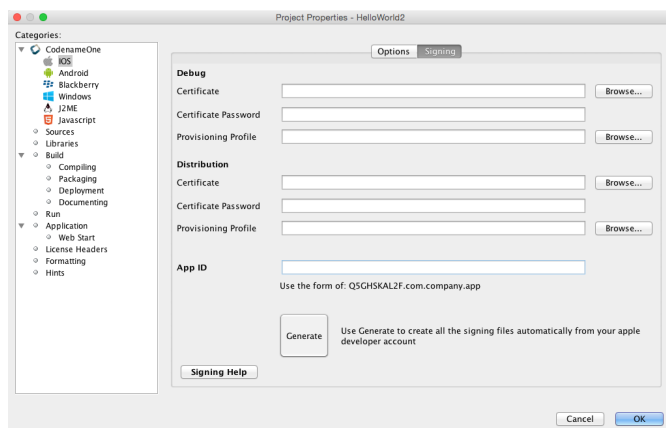 Project Properties - HelloWorld2
Categories:
CodenameOne
iOS
Android
Blackberry
Windows
J2ME
Javascript
Sources
Libraries
Build
Compiling
Packaging
Deployment
Documenting
Run
Application
Web Start
License Headers
Formatting
Hints
Options Signing
Debug
Certificate Browse...
Certificate Password
Provisioning Profile Browse...
Distribution
Certificate Browse...
Certificate Password
Provisioning Profile Browse...
App ID
Use the form of: Q5GHSKAL2F.com.company.app
Generate
Use Generate to create all the signing files automatically from your apple
developer account
Signing Help
Cancel OK